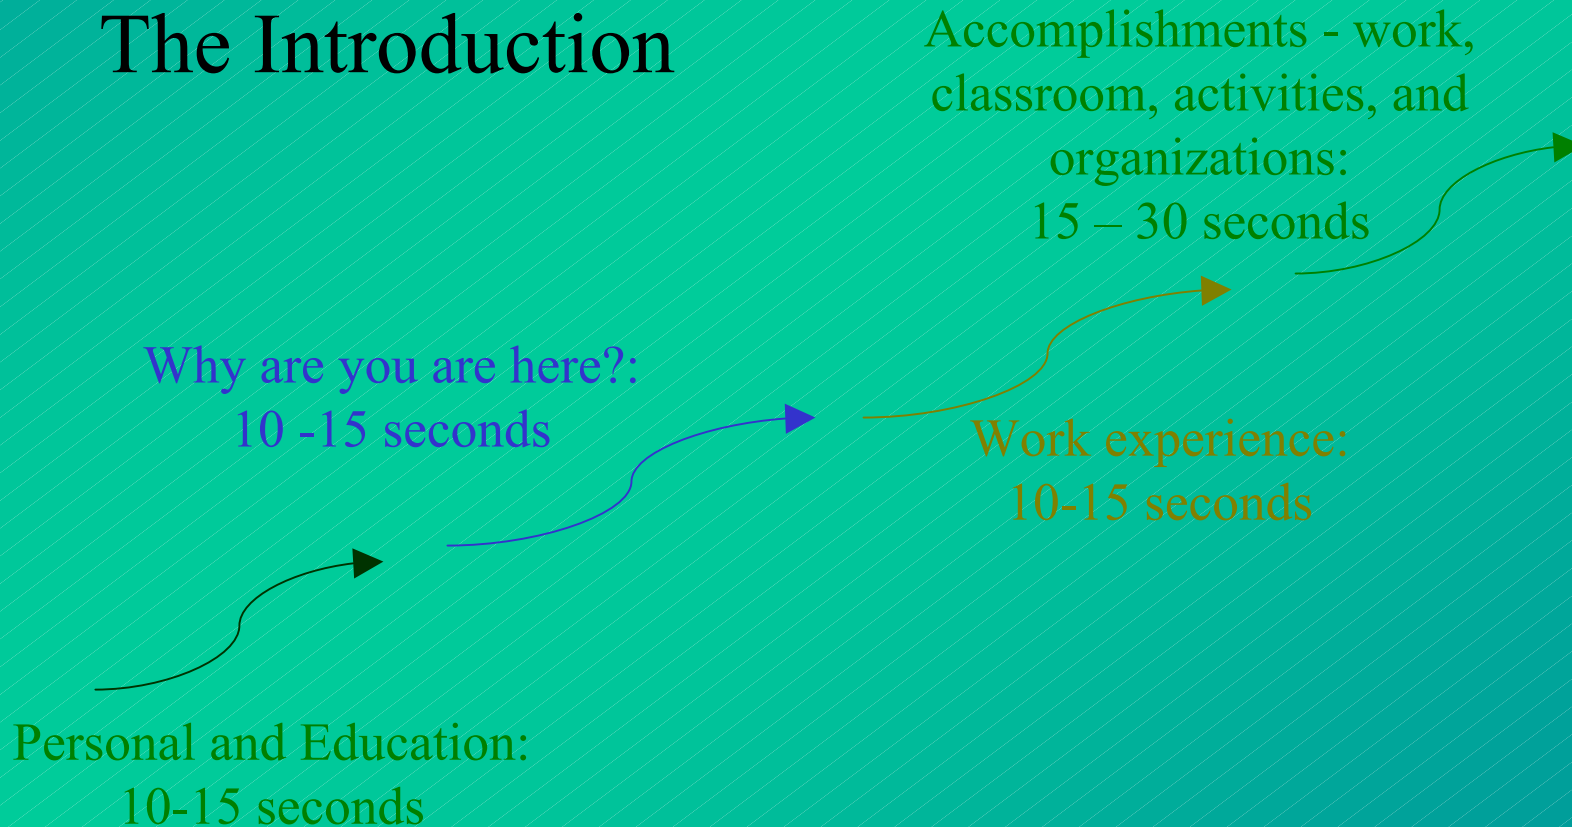 The Introduction
Accomplishments - work,
classroom, activities, and
organizations:
15 – 30 seconds
Why are you are here?:
10 -15 seconds
Work experience:
10-15 seconds
Personal and Education:
10-15 seconds